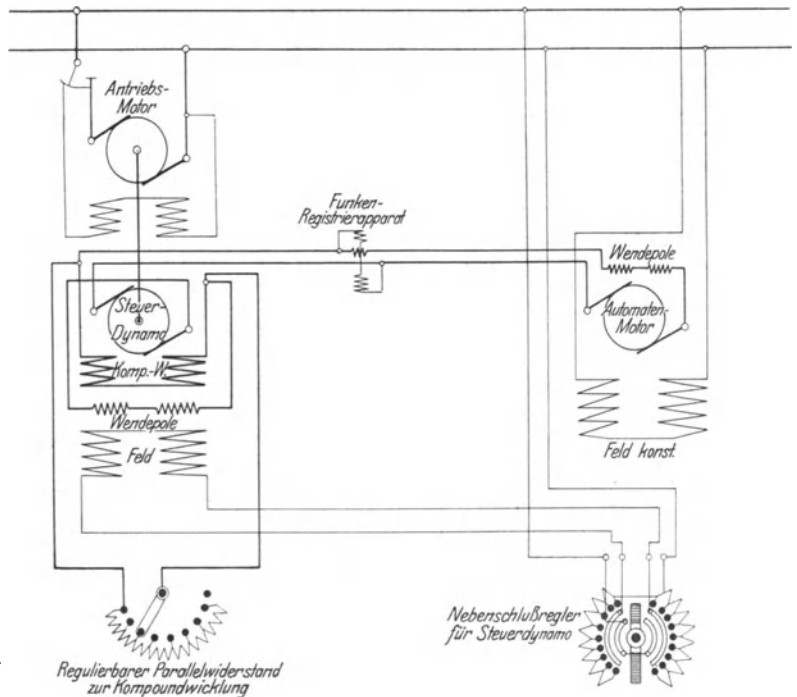 Antriebs-
Motor
Funken-
Registrierapparat
Wendepole
Steuer-
Dynamo
Automaten-
Motor
Komp.-W.
Wendepole
Feld
Feld konst.
Nebenschlußregler
für Steuerdynamo
Regulierbarer Parallelwiderstand
zur Kompoundwicklung